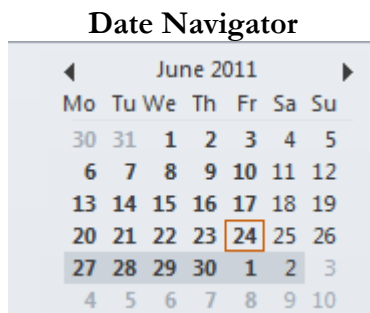 Date Navigator
June 2011
Mo Tu We Th Fr Sa Su
30 31 1 2 3 4 5
6 7 8 9 10 11 12
13 14 15 16 17 18 19
20 21 22 23 24 25 26
27 28 29 30 1 2 3
4 5 6 7 8 9 10